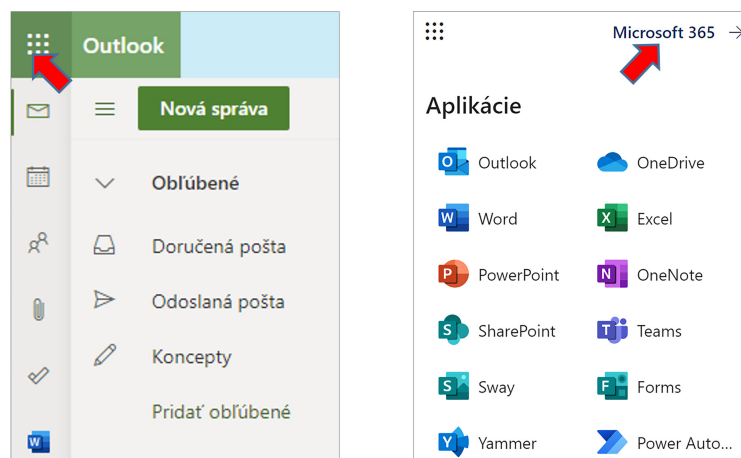 Outlook
Nová správa
Obľúbené
Doručená pošta
Odoslaná pošta
Koncepty
Pridať obľúbené
W
Microsoft 365
Aplikácie
O Outlook
OneDrive
W Word
X Excel
P PowerPoint
N OneNote
S SharePoint
T Teams
S Sway
F Forms
Y Yammer
Power Auto...